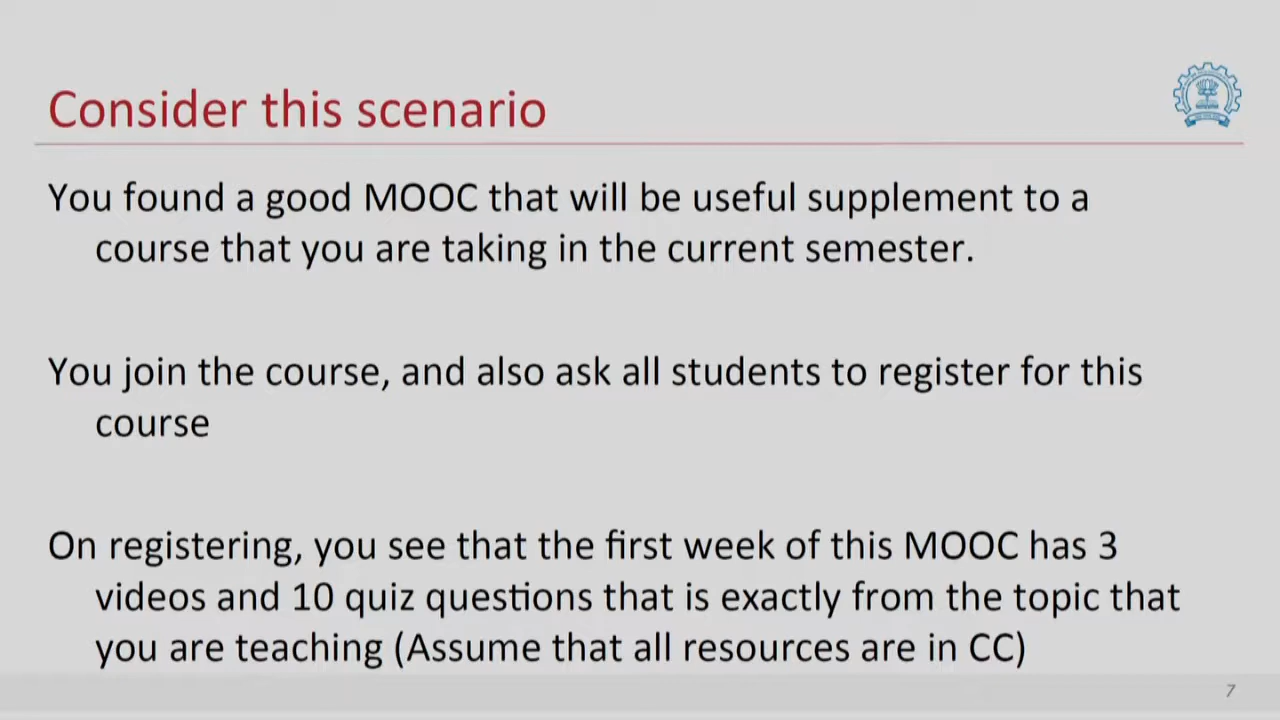 Consider this scenario
You found a good MOOC that will be useful supplement to a
course that you are taking in the current semester.
You join the course, and also ask all students to register for this
course
On registering, you see that the first week of this MOOC has 3
videos and 10 quiz questions that is exactly from the topic that
you are teaching (Assume that all resources are in CC)
7